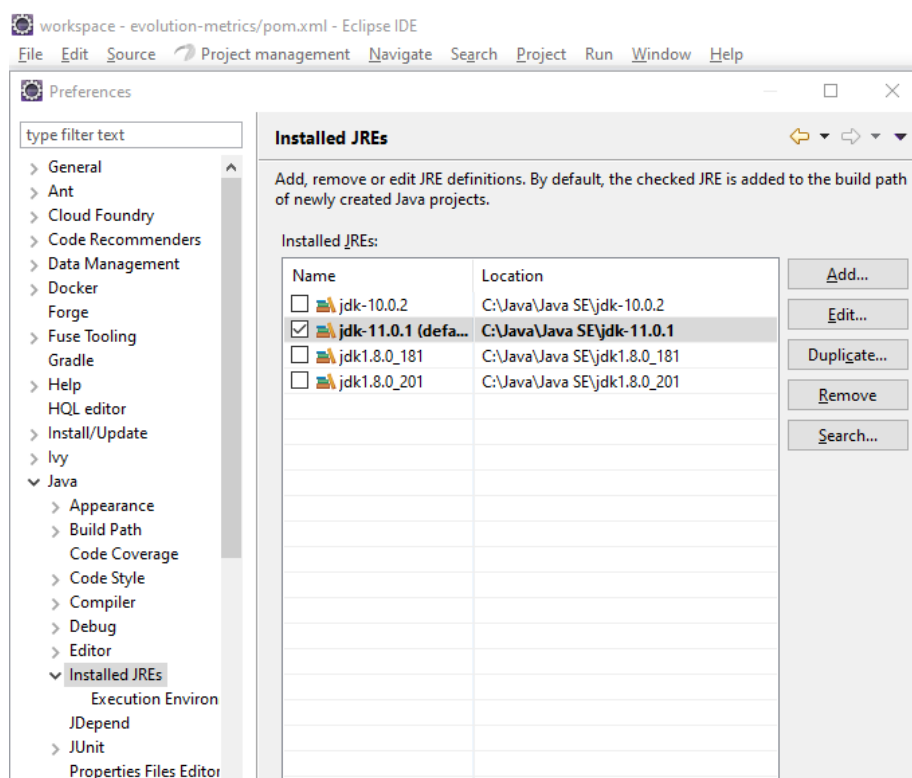 workspace - evolution-metrics/pom.xml - Eclipse IDE
File Edit Source Project management Navigate Search Project Run Window Help
Preferences
type filter text
General
Ant
Cloud Foundry
Code Recommenders
Data Management
Docker
Forge
Fuse Tooling
Gradle
Help
HQL editor
Install/Update
Ivy
Java
Appearance
Build Path
Code Coverage
Code Style
Compiler
Debug
Editor
Installed JREs
Execution Environ
JDepend
JUnit
Properties Files Editor
Installed JREs
Add, remove or edit JRE definitions. By default, the checked JRE is added to the build path
of newly created Java projects.
Installed JREs:
Name Location
jdk-10.0.2 C:\Java\Java SE\jdk-10.0.2
jdk-11.0.1 (defa... C:\Java\Java SE\jdk-11.0.1
jdk1.8.0_181 C:\Java\Java SE\jdk1.8.0_181
jdk1.8.0_201 C:\Java\Java SE\jdk1.8.0_201
Add...
Edit...
Duplicate...
Remove
Search...